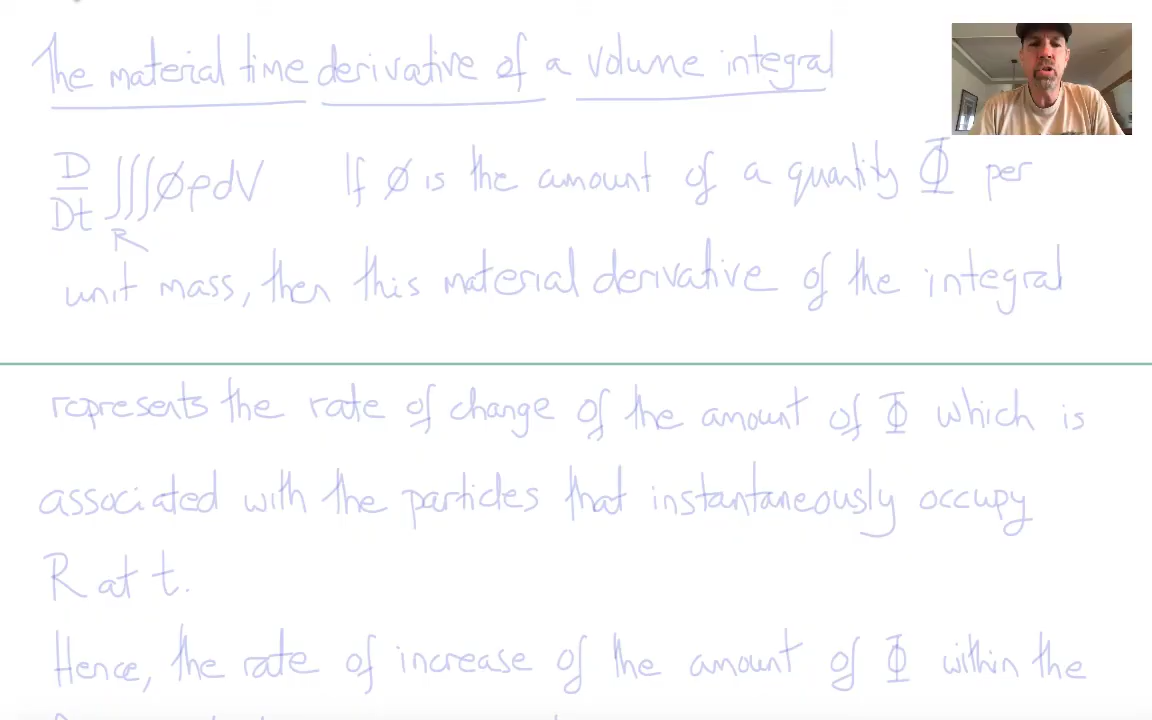 The material time derivative of a volume integral
D/Dt ∭_R ϕρdV If ϕ is the amount of a quantity Φ per
unit mass, then this material derivative of the integral
represents the rate of change of the amount of Φ which is
associated with the particles that instantaneously occupy
R at t.
Hence, the rate of increase of the amount of Φ within the